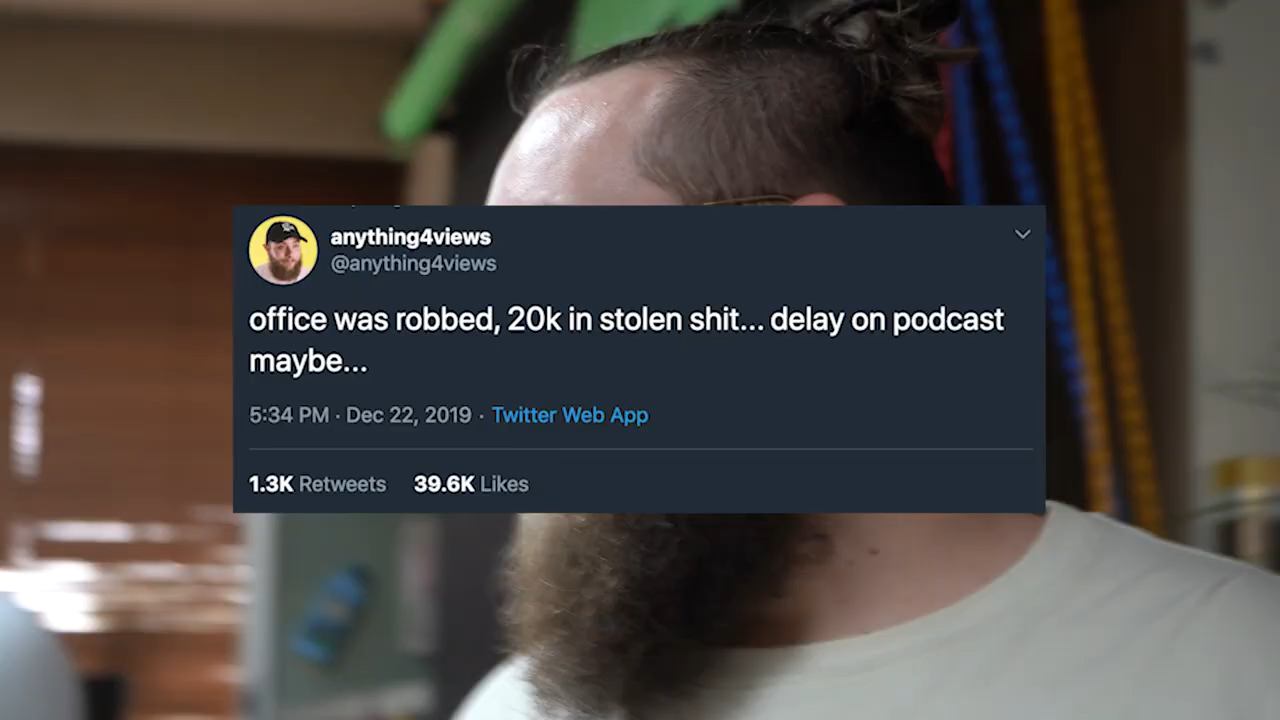 anything4views
@anything4views
office was robbed, 20k in stolen shit... delay on podcast
maybe...
5:34 PM · Dec 22, 2019 · Twitter Web App
1.3K Retweets 39.6K Likes